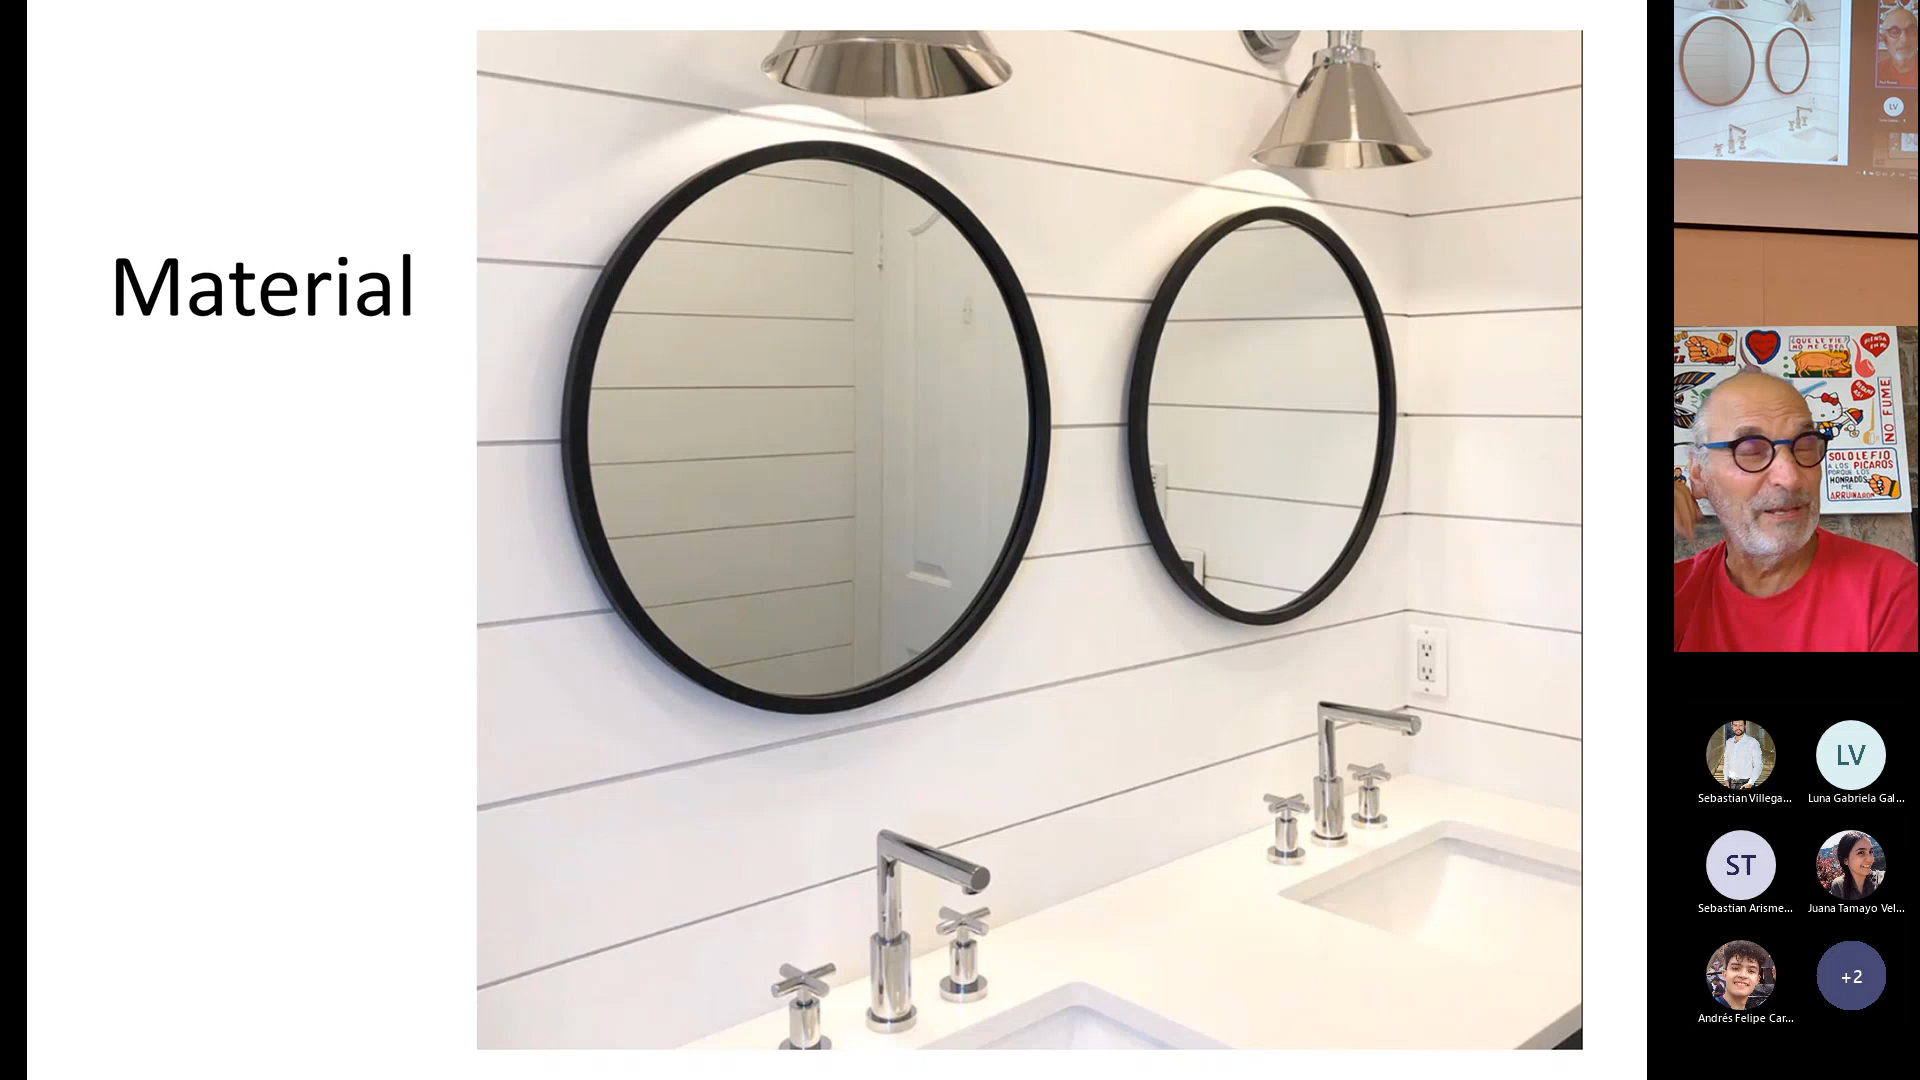 Material
LV
¿QUE LE FIE?
NO ME CREA
NO FUME
SOLO LE FIO
A LOS PICAROS
PORQUE LOS
HONRADOS
ME
ARRUINARON
Sebastian Villega...
LV
Luna Gabriela Gal...
ST
Sebastian Arisme...
Juana Tamayo Vel...
Andrés Felipe Car...
+2